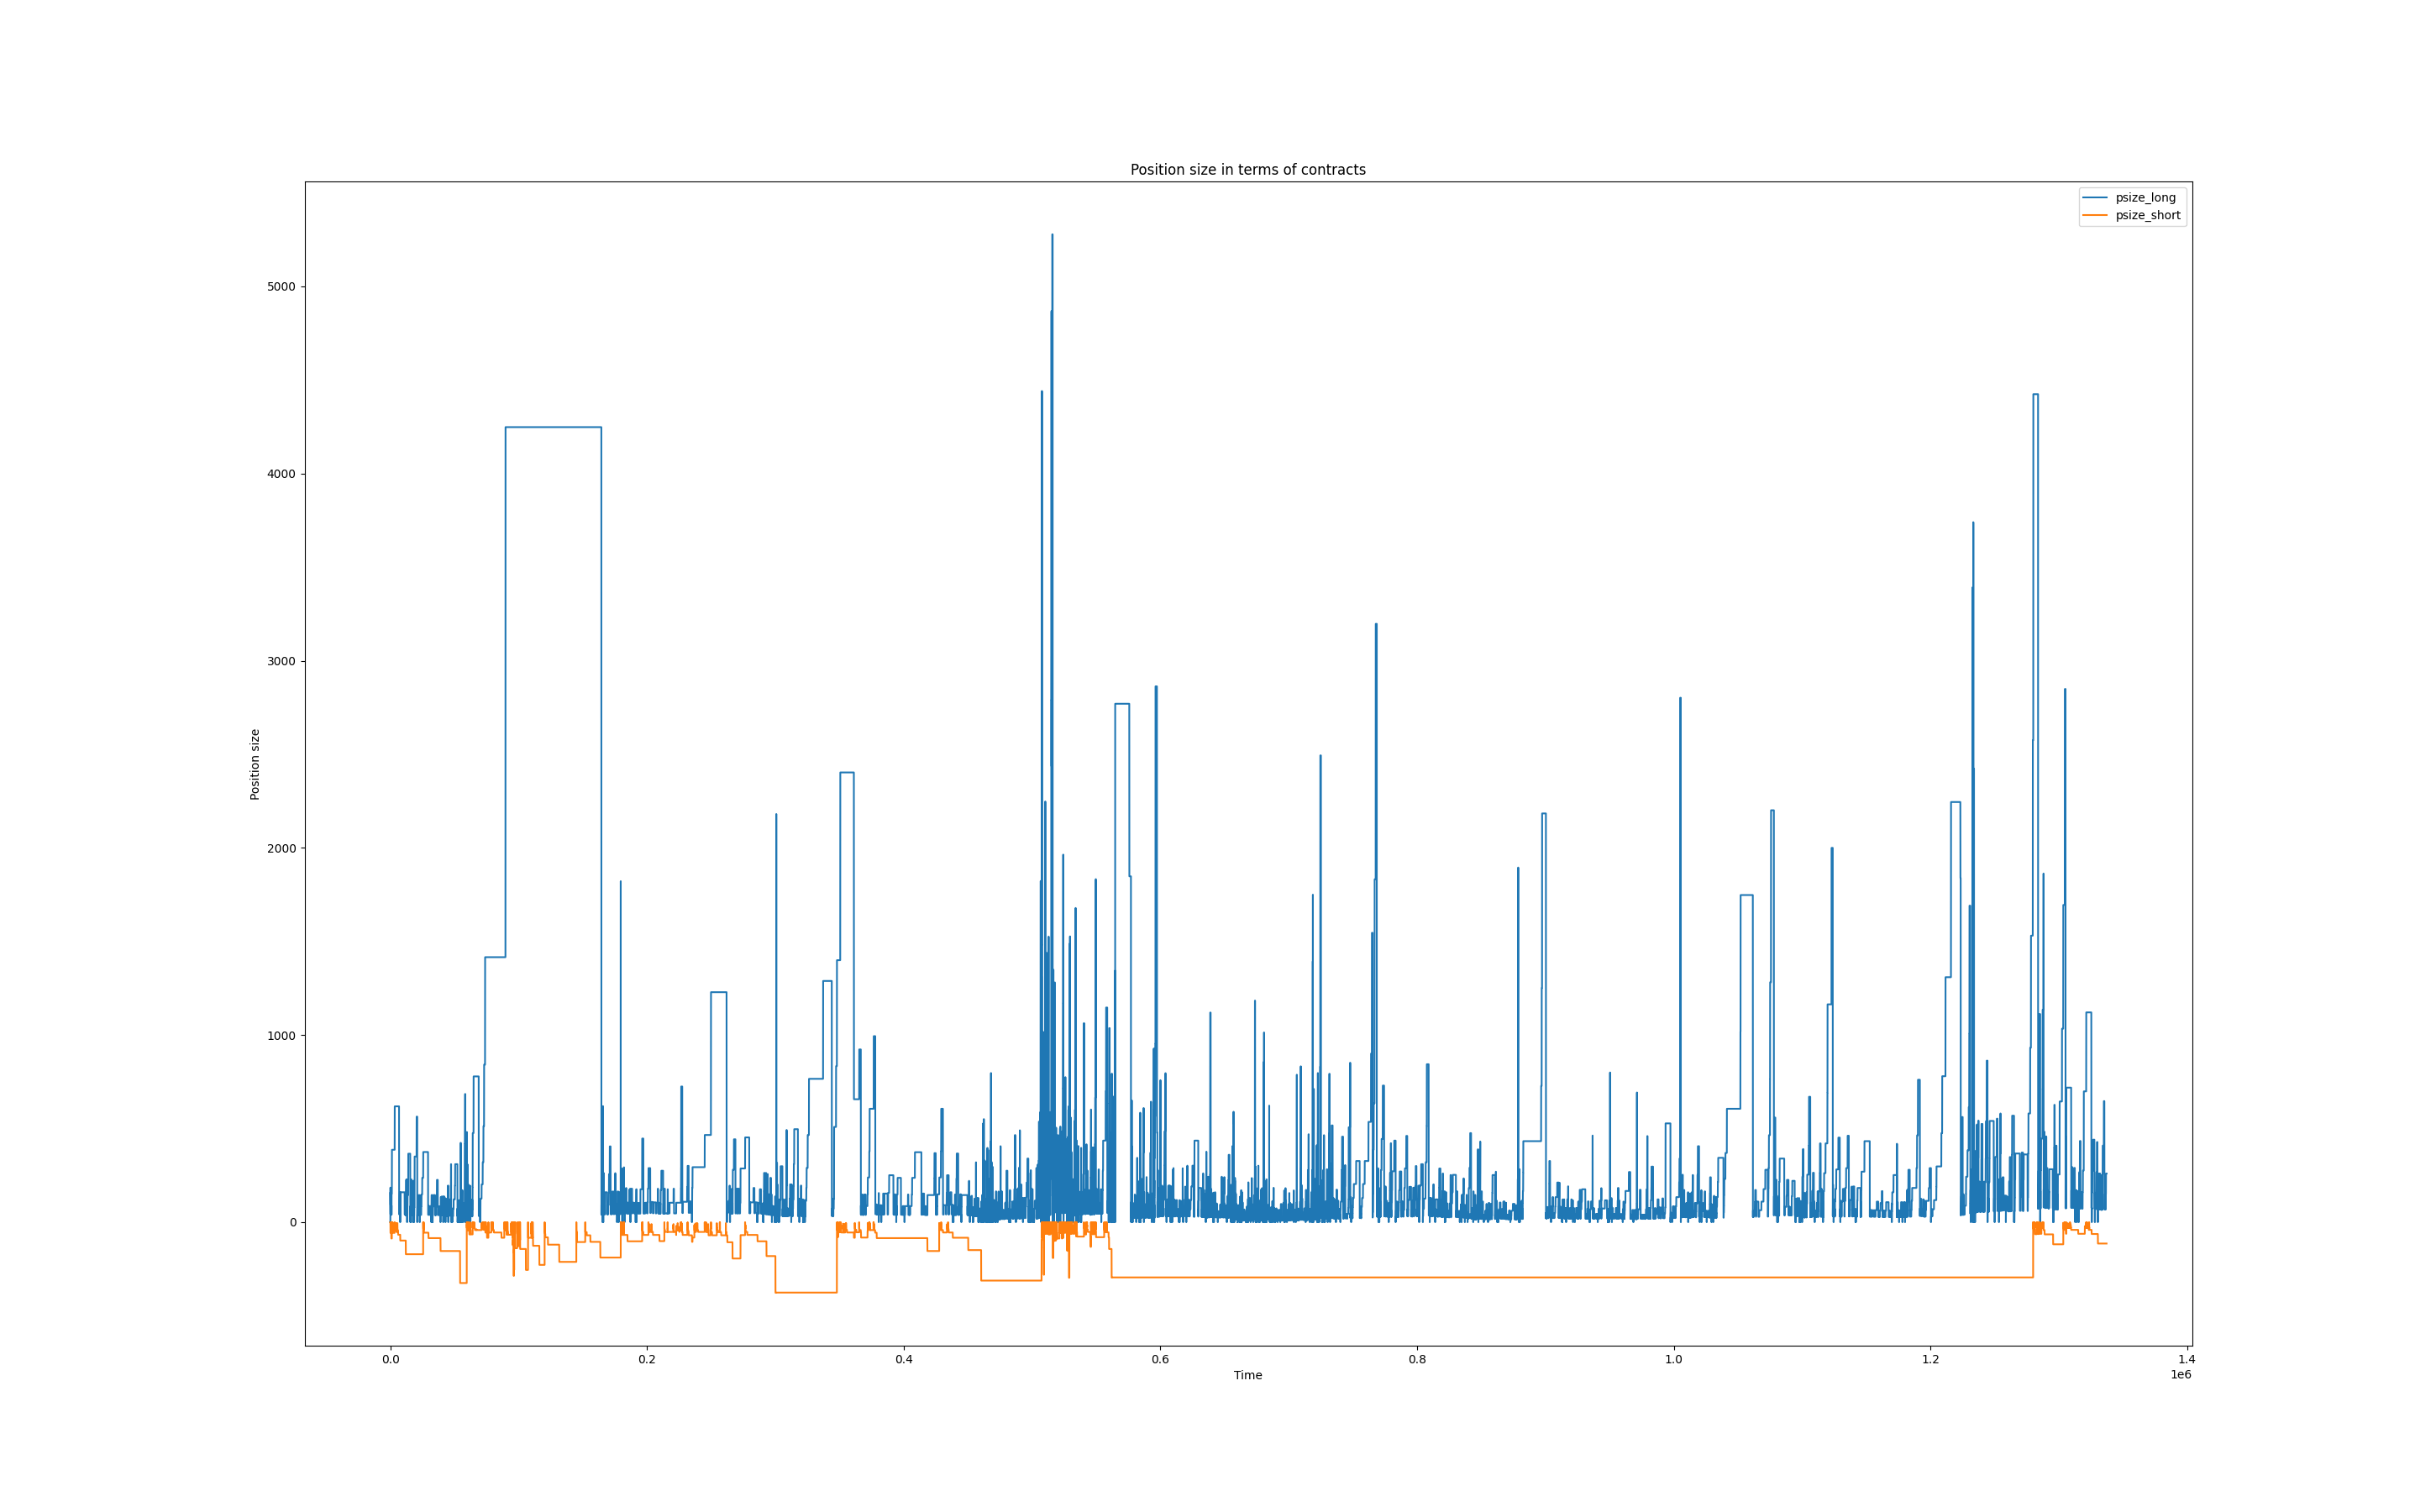 Position size in terms of contracts
psize_long
psize_short
5000
4000
3000
2000
1000
0
Position size
0.0 0.2 0.4 0.6 0.8 1.0 1.2 1.4
Time
1e6